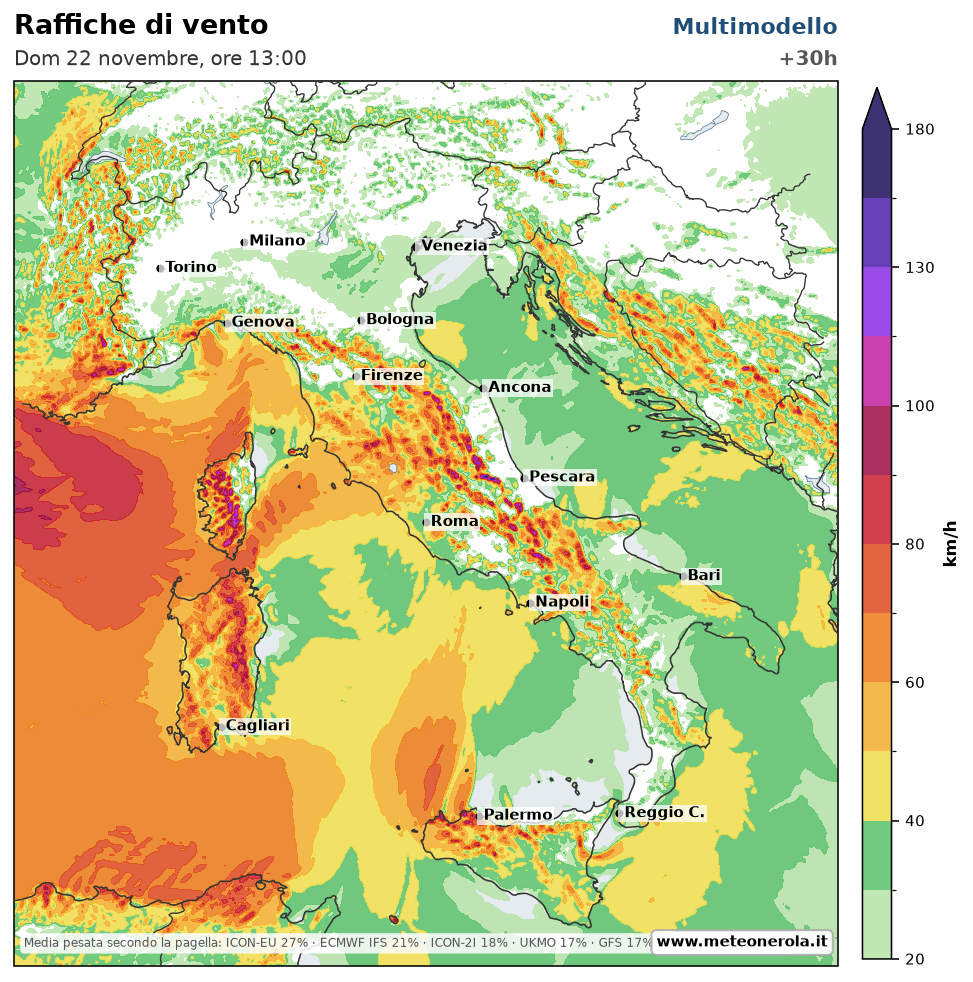 Raffiche di vento
Multimodello
Dom 22 novembre, ore 13:00
+30h
180
Milano
Venezia
Torino
130
Genova
Bologna
Firenze
Ancona
100
Pescara
Roma
km/h
80
Bari
Napoli
60
Cagliari
Palermo
Reggio C.
40
Media pesata secondo la pagella: ICON-EU 27% · ECMWF IFS 21% · ICON-2I 18% · UKMO 17% · GFS 17%
www.meteonerola.it
20